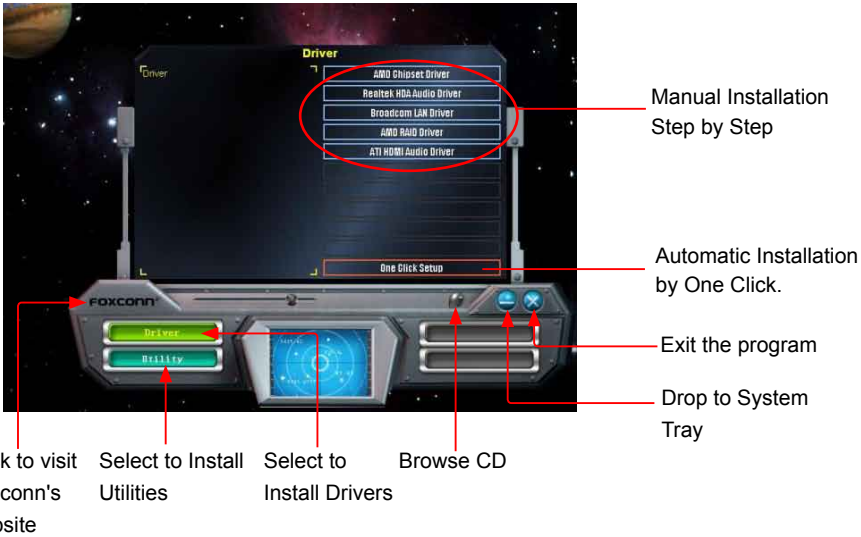 Driver
Driver
AMD Chipset Driver
Realtek HDA Audio Driver
Broadcom LAN Driver
AMD RAID Driver
ATI HDMI Audio Driver
One Click Setup
Manual Installation
Step by Step
Automatic Installation
by One Click.
FOXCONN
Driver
Utility
Exit the program
Drop to System
Tray
k to visit
conn's
site
Select to Install
Utilities
Select to
Install Drivers
Browse CD